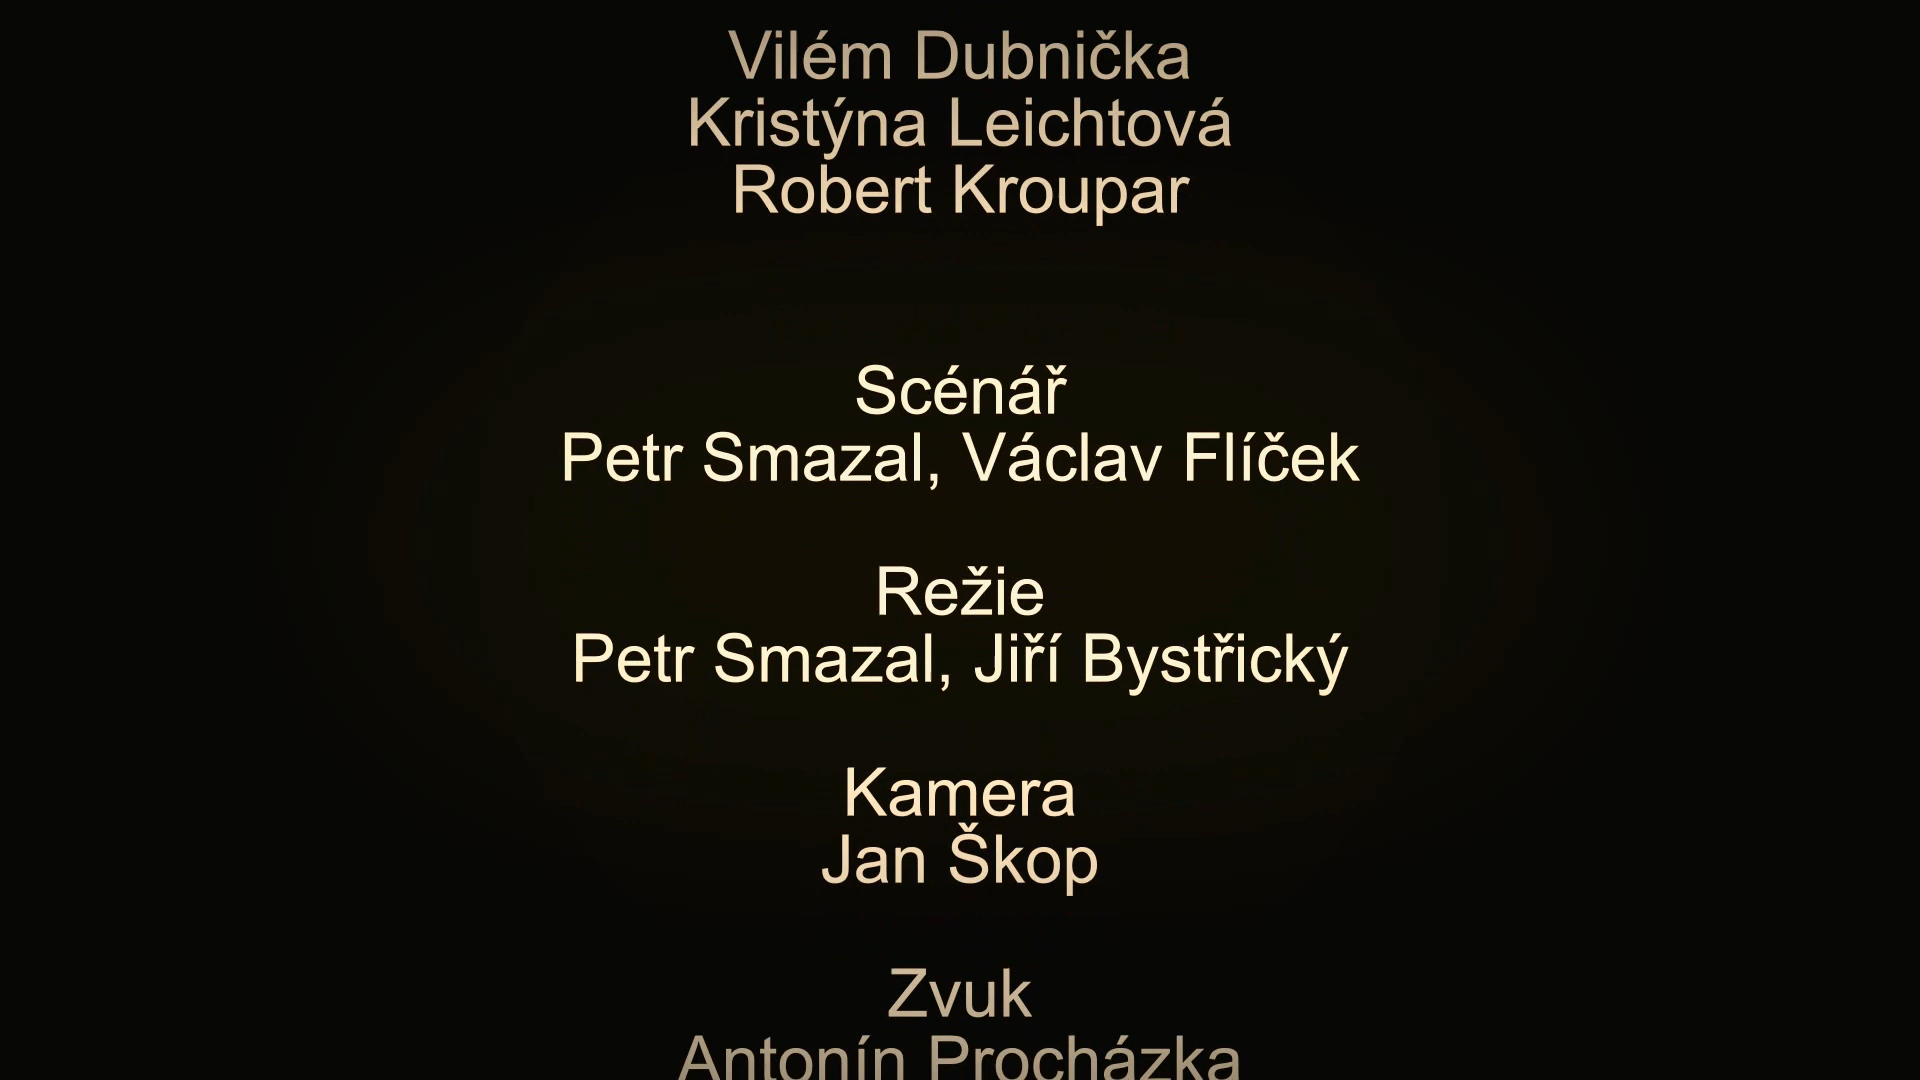 Vilém Dubnička
Kristýna Leichtová
Robert Kroupar
Scénář
Petr Smazal, Václav Flíček
Režie
Petr Smazal, Jiří Bystřický
Kamera
Jan Škop
Zvuk
Antonín Procházka